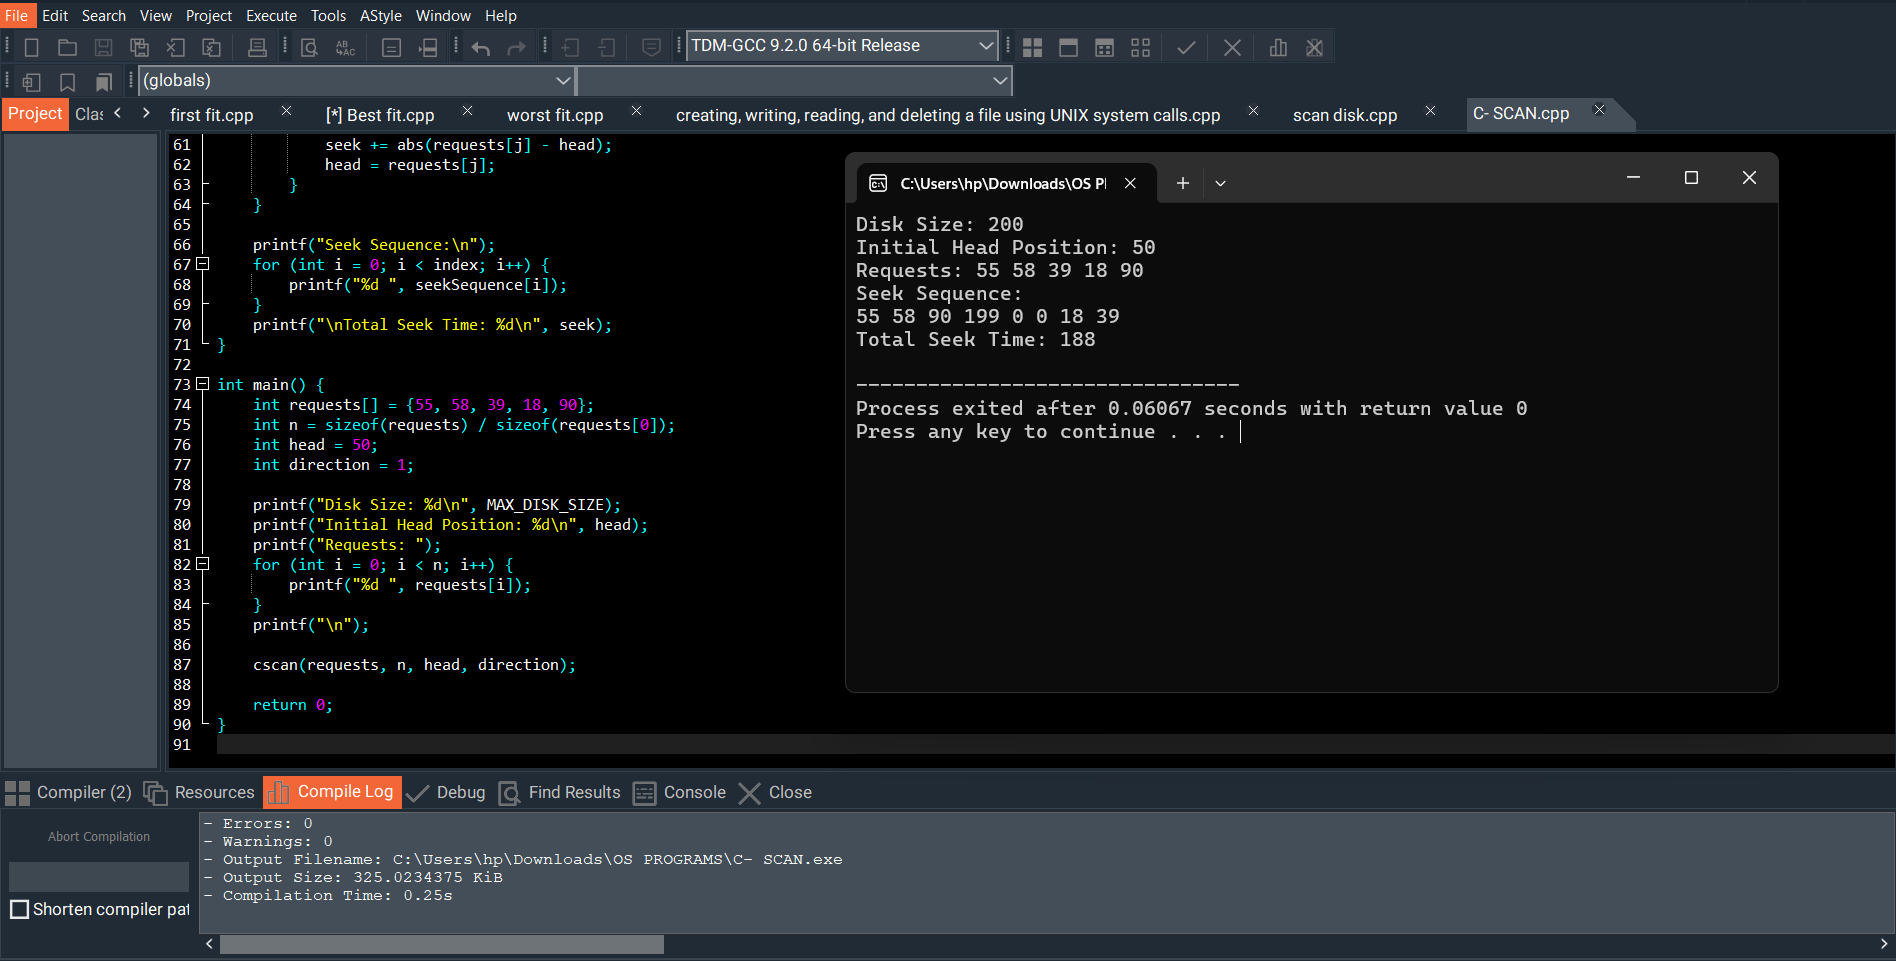 File Edit Search View Project Execute Tools AStyle Window Help
TDM-GCC 9.2.0 64-bit Release
(globals)
Project Clas
first fit.cpp [*] Best fit.cpp worst fit.cpp creating, writing, reading, and deleting a file using UNIX system calls.cpp scan disk.cpp C- SCAN.cpp
61 seek += abs(requests[j] - head);
62 head = requests[j];
63 }
64 }
65
66 printf("Seek Sequence:\n");
67 for (int i = 0; i < index; i++) {
68 printf("%d ", seekSequence[i]);
69 }
70 printf("\nTotal Seek Time: %d\n", seek);
71 }
72
73 int main() {
74 int requests[] = {55, 58, 39, 18, 90};
75 int n = sizeof(requests) / sizeof(requests[0]);
76 int head = 50;
77 int direction = 1;
78
79 printf("Disk Size: %d\n", MAX_DISK_SIZE);
80 printf("Initial Head Position: %d\n", head);
81 printf("Requests: ");
82 for (int i = 0; i < n; i++) {
83 printf("%d ", requests[i]);
84 }
85 printf("\n");
86
87 cscan(requests, n, head, direction);
88
89 return 0;
90 }
91
C:\Users\hp\Downloads\OS P
Disk Size: 200
Initial Head Position: 50
Requests: 55 58 39 18 90
Seek Sequence:
55 58 90 199 0 0 18 39
Total Seek Time: 188
--------------------------------
Process exited after 0.06067 seconds with return value 0
Press any key to continue . . .
Compiler (2) Resources Compile Log Debug Find Results Console Close
Abort Compilation
Shorten compiler pat
- Errors: 0
- Warnings: 0
- Output Filename: C:\Users\hp\Downloads\OS PROGRAMS\C- SCAN.exe
- Output Size: 325.0234375 KiB
- Compilation Time: 0.25s